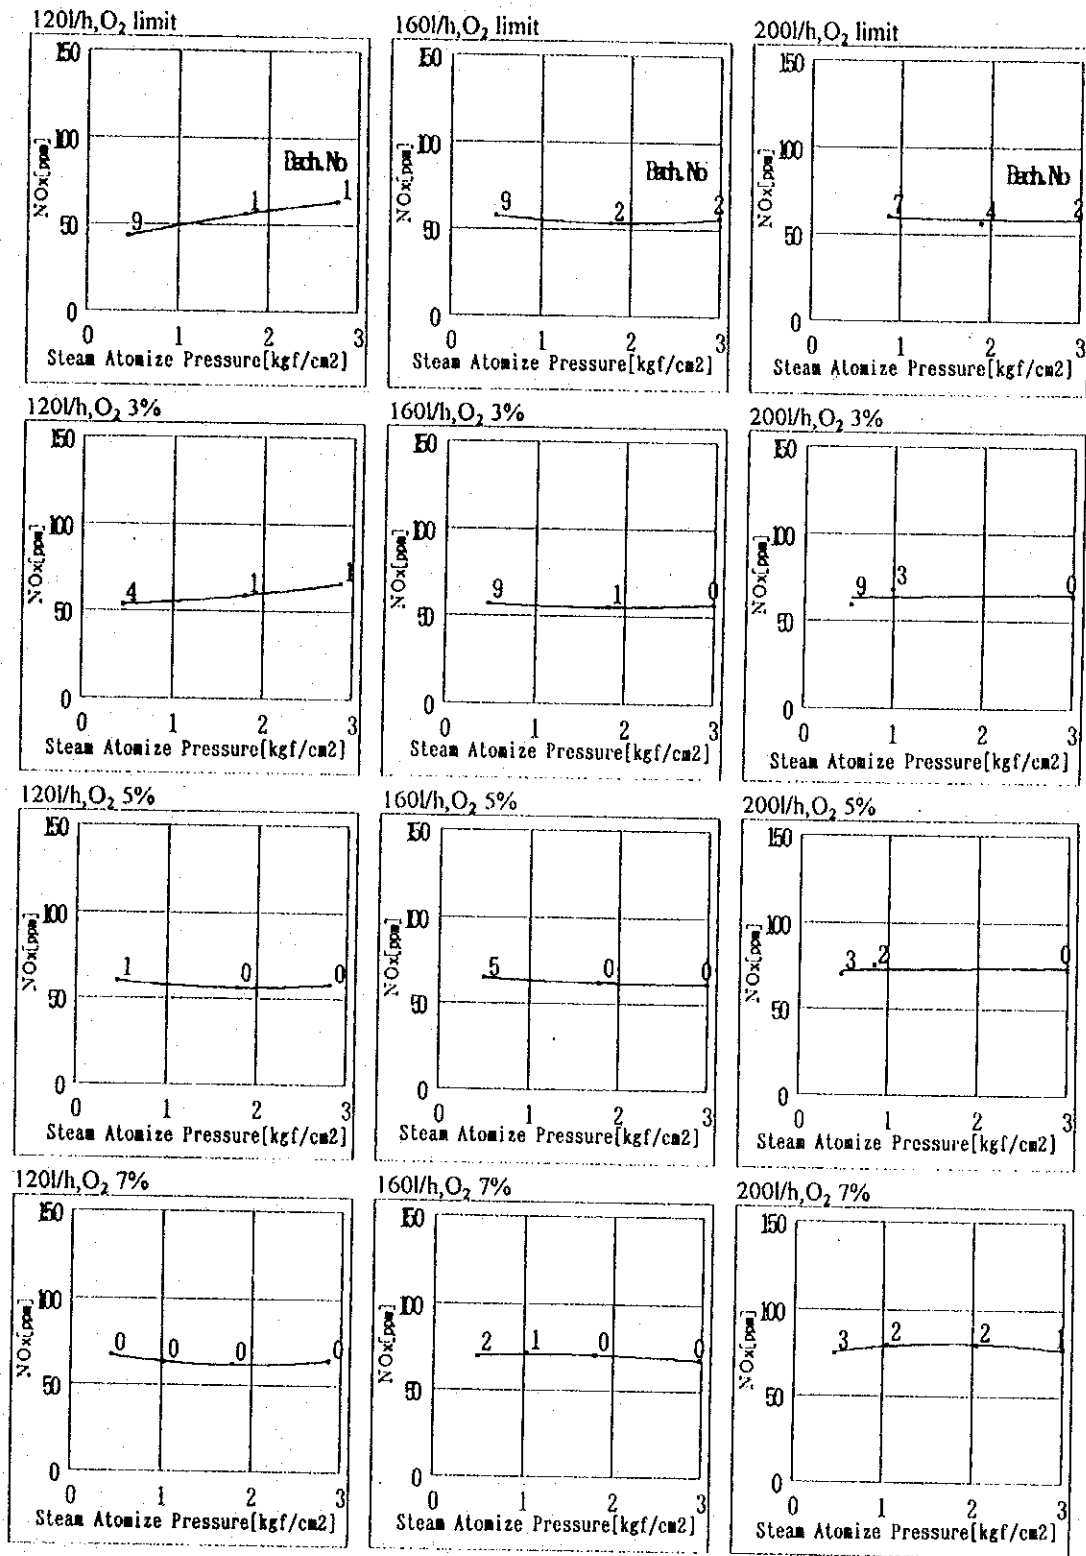 120l/h,O₂ limit
150
100
50
0
NOx[ppm]
Bach.No
9 1 1
0 1 2 3
Steam Atomize Pressure[kgf/cm2]
160l/h,O₂ limit
150
100
50
0
NOx[ppm]
Bach.No
9 2 2
0 1 2 3
Steam Atomize Pressure[kgf/cm2]
200l/h,O₂ limit
150
100
50
0
NOx[ppm]
Bach.No
7 4 2
0 1 2 3
Steam Atomize Pressure[kgf/cm2]
120l/h,O₂ 3%
150
100
50
0
NOx[ppm]
4 1 1
0 1 2 3
Steam Atomize Pressure[kgf/cm2]
160l/h,O₂ 3%
150
100
50
0
NOx[ppm]
9 1 0
0 1 2 3
Steam Atomize Pressure[kgf/cm2]
200l/h,O₂ 3%
150
100
50
0
NOx[ppm]
9 3 0
0 1 2 3
Steam Atomize Pressure[kgf/cm2]
120l/h,O₂ 5%
150
100
50
0
NOx[ppm]
1 0 0
0 1 2 3
Steam Atomize Pressure[kgf/cm2]
160l/h,O₂ 5%
150
100
50
0
NOx[ppm]
5 0 0
0 1 2 3
Steam Atomize Pressure[kgf/cm2]
200l/h,O₂ 5%
150
100
50
0
NOx[ppm]
3 2 0
0 1 2 3
Steam Atomize Pressure[kgf/cm2]
120l/h,O₂ 7%
150
100
50
0
NOx[ppm]
0 0 0 0
0 1 2 3
Steam Atomize Pressure[kgf/cm2]
160l/h,O₂ 7%
150
100
50
0
NOx[ppm]
2 1 0 0
0 1 2 3
Steam Atomize Pressure[kgf/cm2]
200l/h,O₂ 7%
150
100
50
0
NOx[ppm]
3 2 2 1
0 1 2 3
Steam Atomize Pressure[kgf/cm2]